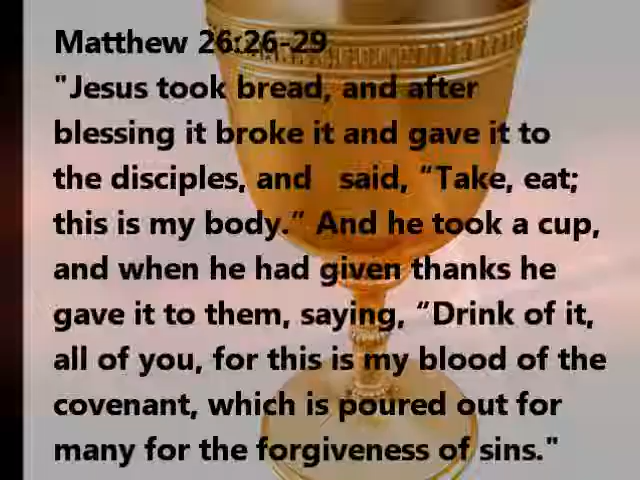 Matthew 26:26-29
"Jesus took bread, and after
blessing it broke it and gave it to
the disciples, and said, “Take, eat;
this is my body.” And he took a cup,
and when he had given thanks he
gave it to them, saying, “Drink of it,
all of you, for this is my blood of the
covenant, which is poured out for
many for the forgiveness of sins."